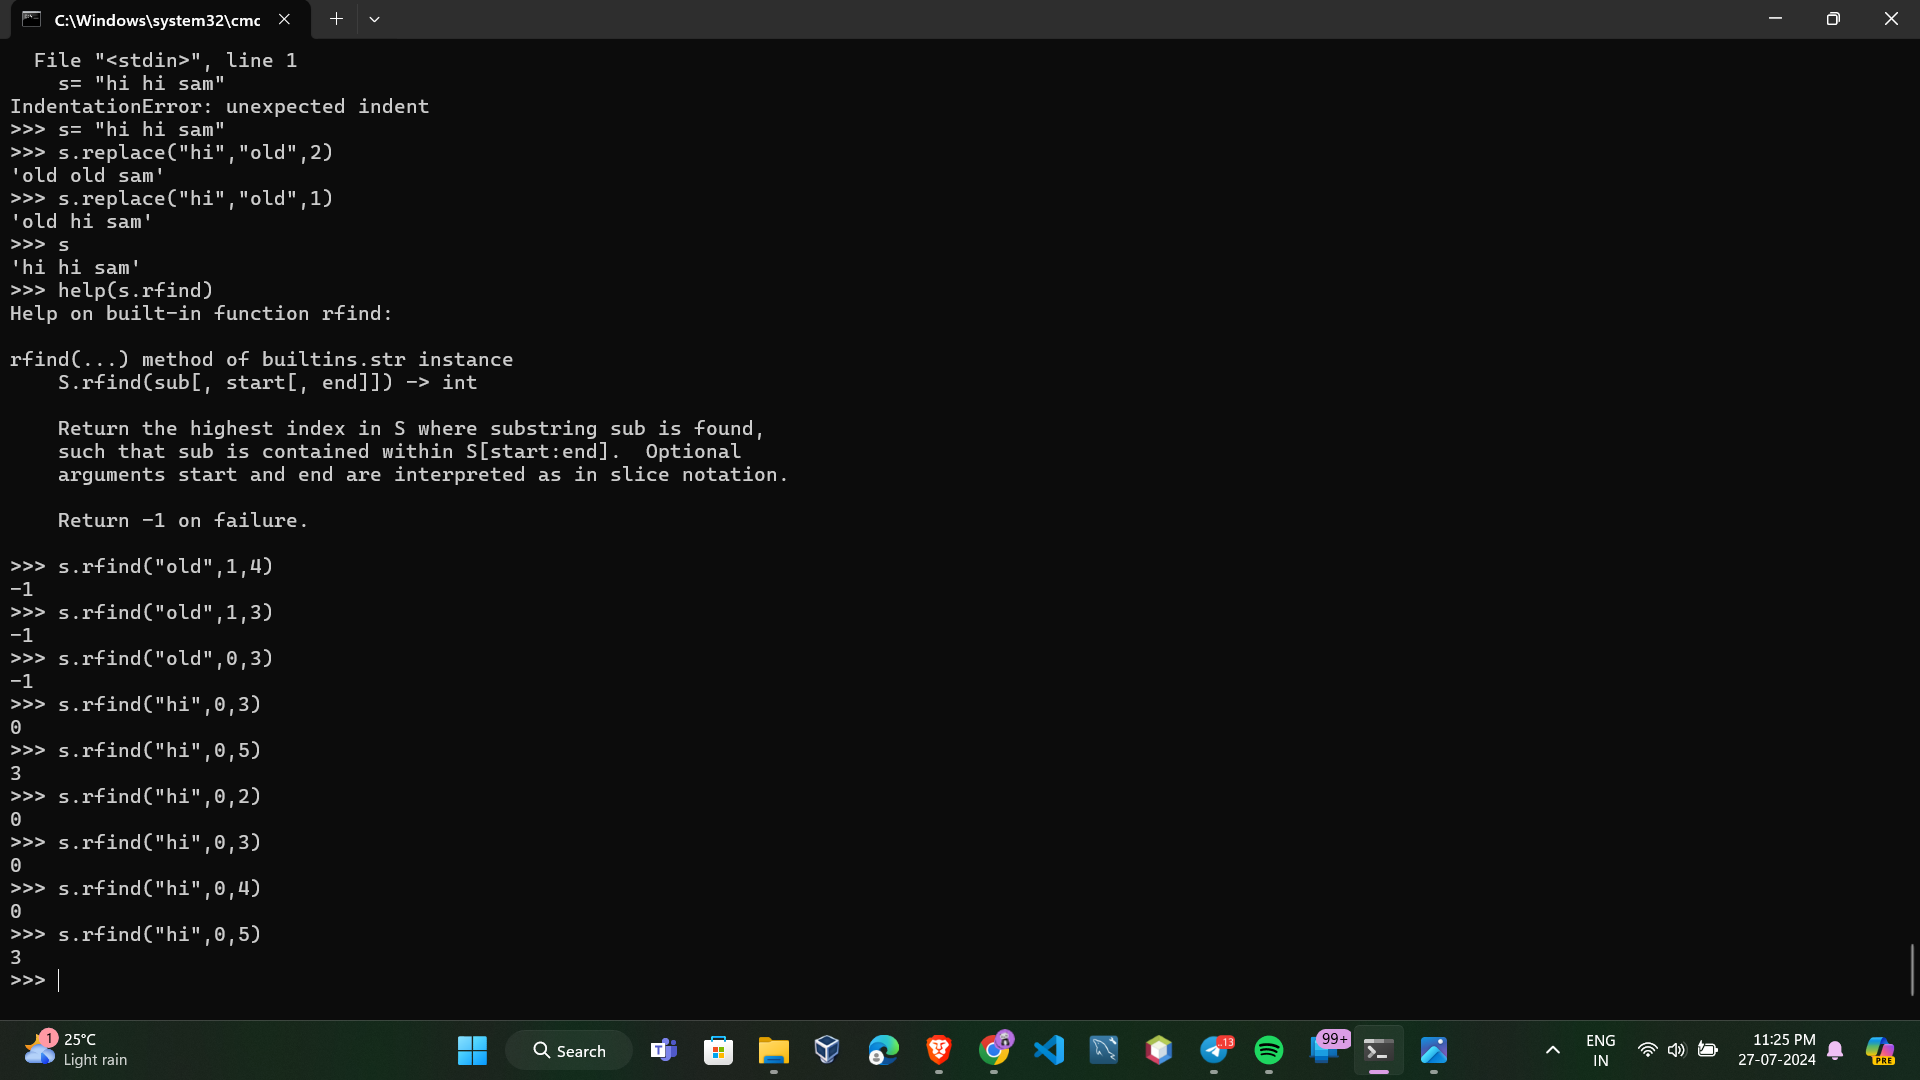 C:\Windows\system32\cmc
  File "<stdin>", line 1
    s= "hi hi sam"
IndentationError: unexpected indent
>>> s= "hi hi sam"
>>> s.replace("hi","old",2)
'old old sam'
>>> s.replace("hi","old",1)
'old hi sam'
>>> s
'hi hi sam'
>>> help(s.rfind)
Help on built-in function rfind:

rfind(...) method of builtins.str instance
    S.rfind(sub[, start[, end]]) -> int

    Return the highest index in S where substring sub is found,
    such that sub is contained within S[start:end].  Optional
    arguments start and end are interpreted as in slice notation.

    Return -1 on failure.

>>> s.rfind("old",1,4)
-1
>>> s.rfind("old",1,3)
-1
>>> s.rfind("old",0,3)
-1
>>> s.rfind("hi",0,3)
0
>>> s.rfind("hi",0,5)
3
>>> s.rfind("hi",0,2)
0
>>> s.rfind("hi",0,3)
0
>>> s.rfind("hi",0,4)
0
>>> s.rfind("hi",0,5)
3
>>>
1
25°C
Light rain
Search
..13
99+
ENG
IN
11:25 PM
27-07-2024
PRE